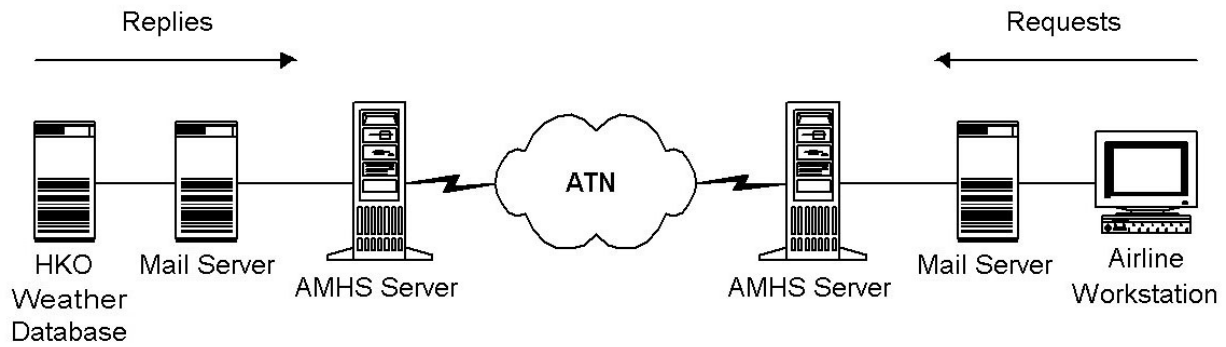 Replies
Requests
ATN
HKO
Weather
Database
Mail Server
AMHS Server
AMHS Server
Mail Server
Airline
Workstation